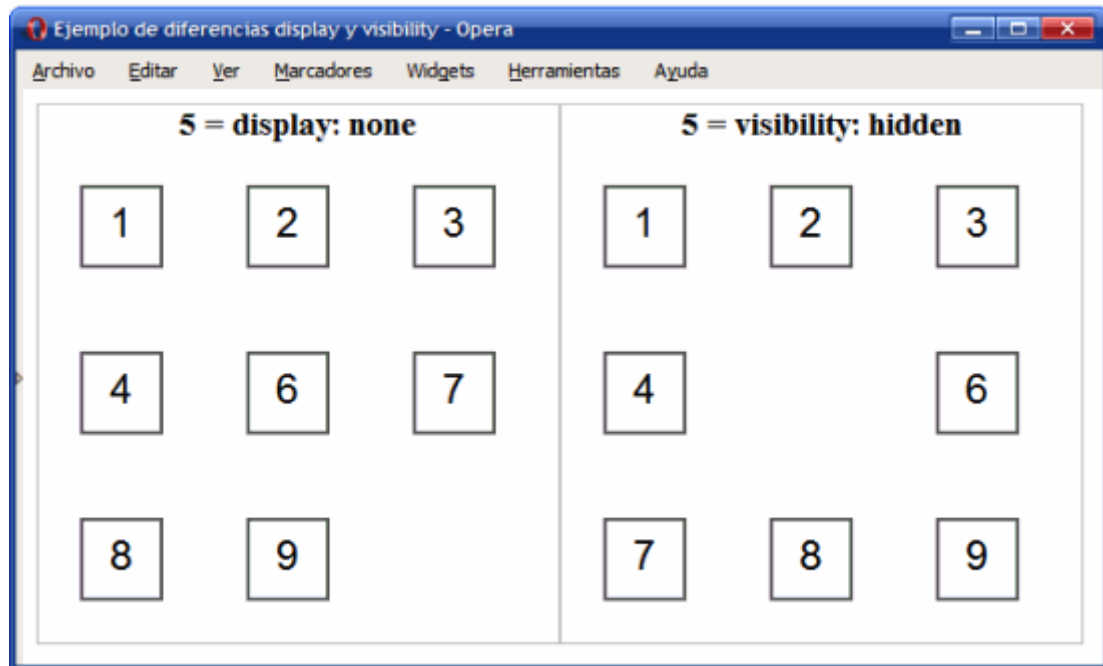 Ejemplo de diferencias display y visibility - Opera
Archivo Editar Ver Marcadores Widgets Herramientas Ayuda
5 = display: none
1 2 3
4 6 7
8 9
5 = visibility: hidden
1 2 3
4 6
7 8 9